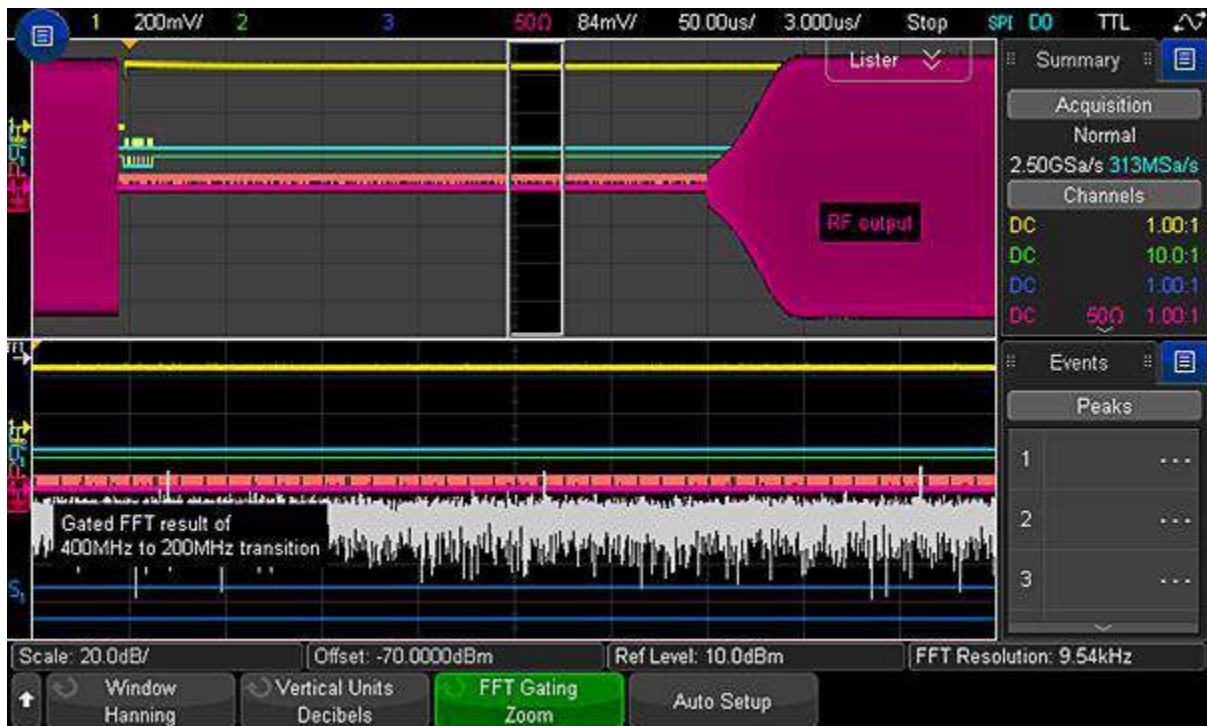 1 200mV/ 2 3 50Ω 84mV/ 50.00us/ 3.000us/ Stop SPI D0 TTL
Lister
RF output
Summary
Acquisition
Normal
2.50GSa/s 313MSa/s
Channels
DC 1.00:1
DC 10.0:1
DC 1.00:1
DC 50Ω 1.00:1
Gated FFT result of
400MHz to 200MHz transition
S1
Events
Peaks
1 ...
2 ...
3 ...
Scale: 20.0dB/ Offset: -70.0000dBm Ref Level: 10.0dBm FFT Resolution: 9.54kHz
Window
Hanning
Vertical Units
Decibels
FFT Gating
Zoom
Auto Setup